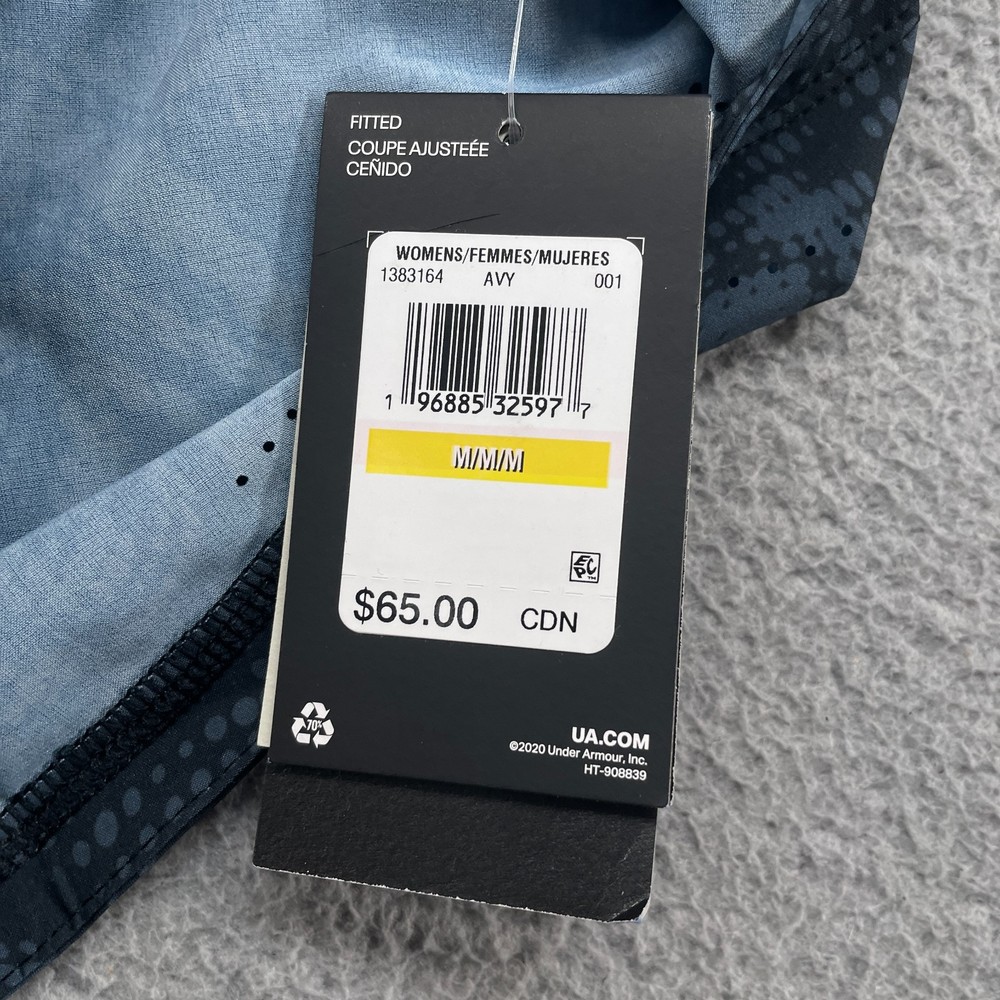 FITTED
COUPE AJUSTEÉE
CEÑIDO
WOMENS/FEMMES/MUJERES
1383164 AVY 001
1 96885 32597 7
M/M/M
EPC™
$65.00 CDN
70%
UA.COM
©2020 Under Armour, Inc.
HT-908839